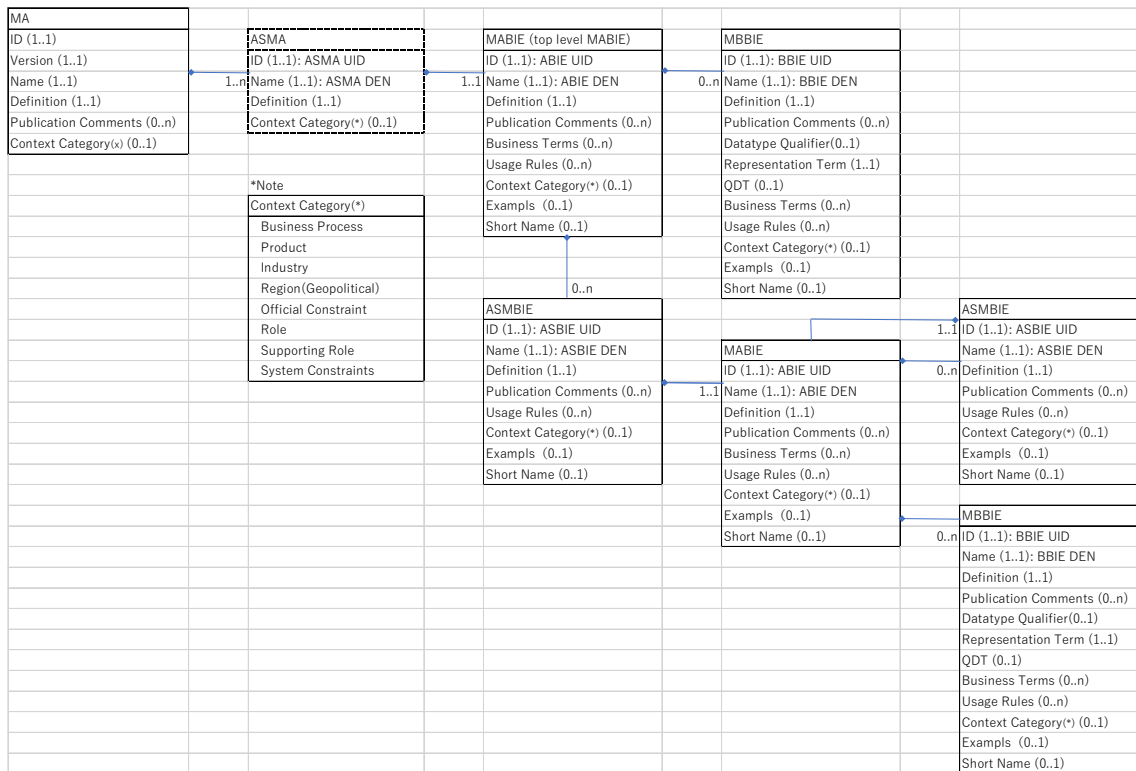 MA
ID (1..1)
Version (1..1)
Name (1..1)
Definition (1..1)
Publication Comments (0..n)
Context Category(x) (0..1)
1..n
ASMA
ID (1..1): ASMA UID
Name (1..1): ASMA DEN
Definition (1..1)
Context Category(*) (0..1)
*Note
Context Category(*)
Business Process
Product
Industry
Region(Geopolitical)
Official Constraint
Role
Supporting Role
System Constraints
1..1
MABIE (top level MABIE)
ID (1..1): ABIE UID
Name (1..1): ABIE DEN
Definition (1..1)
Publication Comments (0..n)
Business Terms (0..n)
Usage Rules (0..n)
Context Category(*) (0..1)
Exampls (0..1)
Short Name (0..1)
0..n
MBBIE
ID (1..1): BBIE UID
Name (1..1): BBIE DEN
Definition (1..1)
Publication Comments (0..n)
Datatype Qualifier(0..1)
Representation Term (1..1)
QDT (0..1)
Business Terms (0..n)
Usage Rules (0..n)
Context Category(*) (0..1)
Exampls (0..1)
Short Name (0..1)
0..n
ASMBIE
ID (1..1): ASBIE UID
Name (1..1): ASBIE DEN
Definition (1..1)
Publication Comments (0..n)
Usage Rules (0..n)
Context Category(*) (0..1)
Exampls (0..1)
Short Name (0..1)
1..1
MABIE
ID (1..1): ABIE UID
Name (1..1): ABIE DEN
Definition (1..1)
Publication Comments (0..n)
Business Terms (0..n)
Usage Rules (0..n)
Context Category(*) (0..1)
Exampls (0..1)
Short Name (0..1)
1..1
0..n
ASMBIE
ID (1..1): ASBIE UID
Name (1..1): ASBIE DEN
Definition (1..1)
Publication Comments (0..n)
Usage Rules (0..n)
Context Category(*) (0..1)
Exampls (0..1)
Short Name (0..1)
0..n
MBBIE
ID (1..1): BBIE UID
Name (1..1): BBIE DEN
Definition (1..1)
Publication Comments (0..n)
Datatype Qualifier(0..1)
Representation Term (1..1)
QDT (0..1)
Business Terms (0..n)
Usage Rules (0..n)
Context Category(*) (0..1)
Exampls (0..1)
Short Name (0..1)